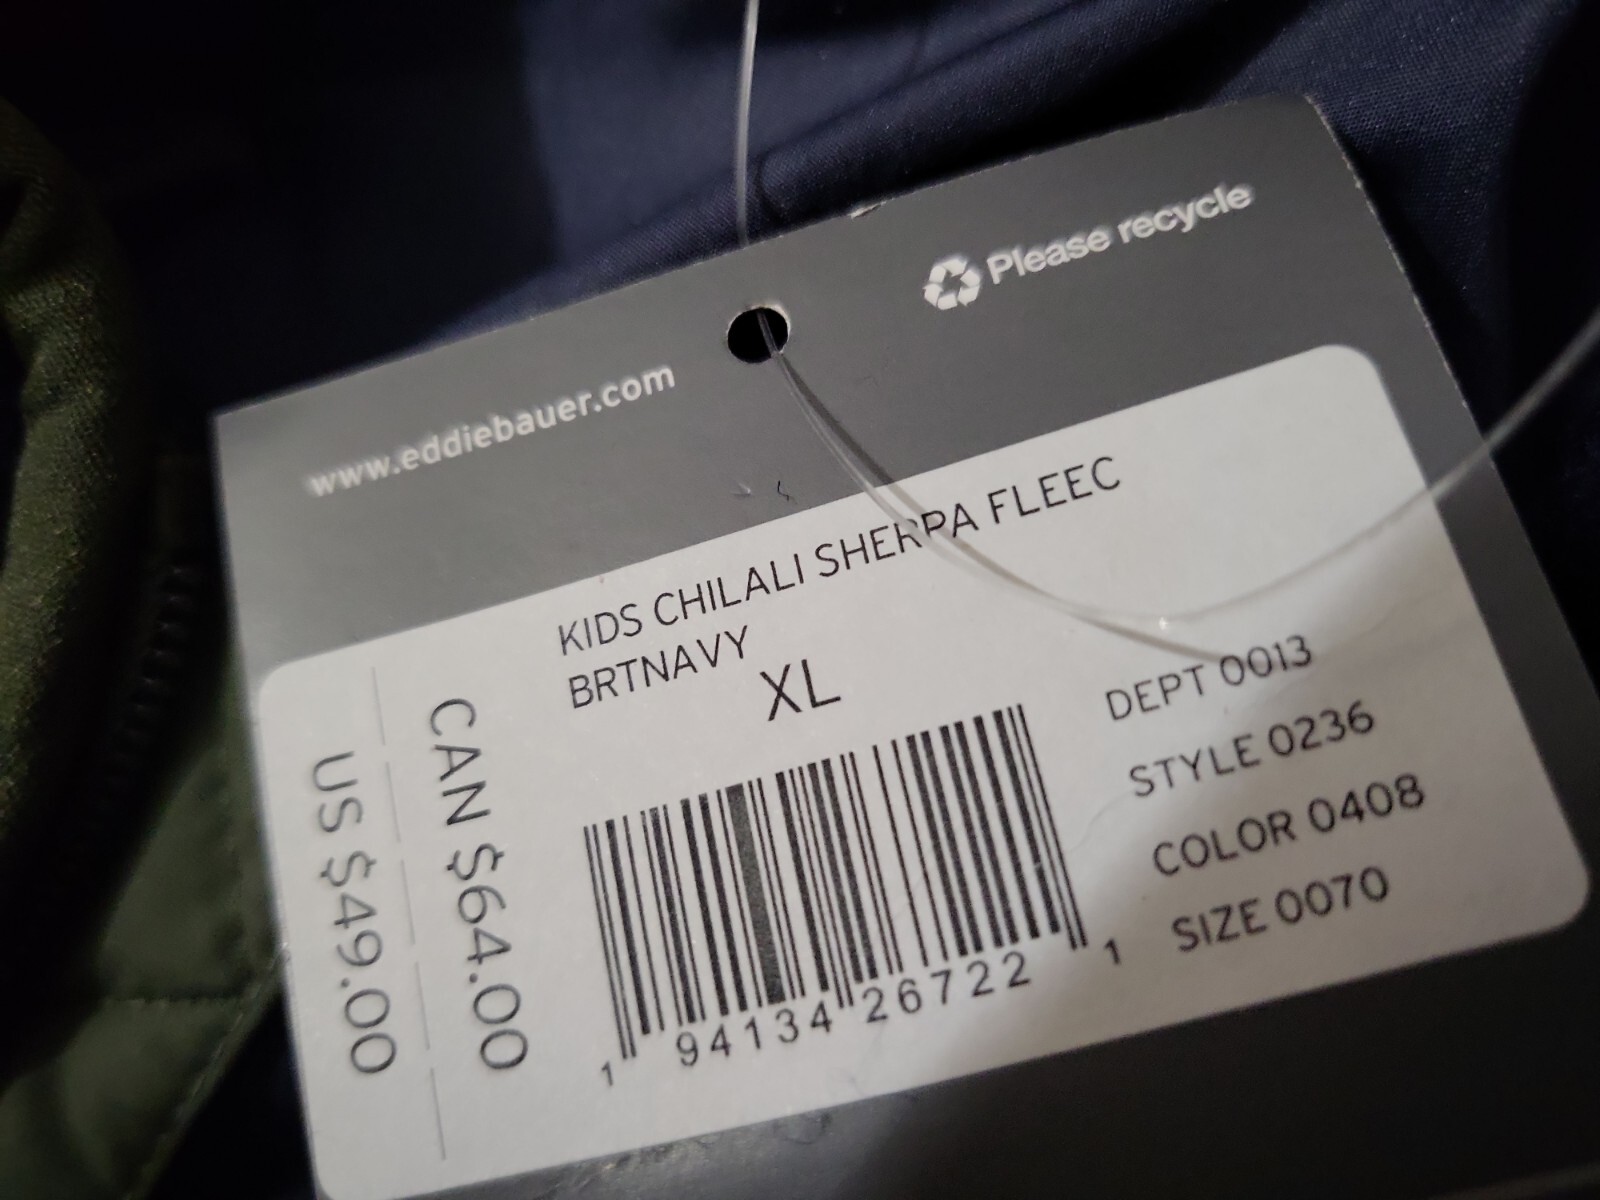 www.eddiebauer.com
Please recycle
KIDS CHILALI SHERPA FLEEC
BRTNAVY
XL
DEPT 0013
STYLE 0236
COLOR 0408
SIZE 0070
1 94134 26722 1
CAN $64.00
US $49.00